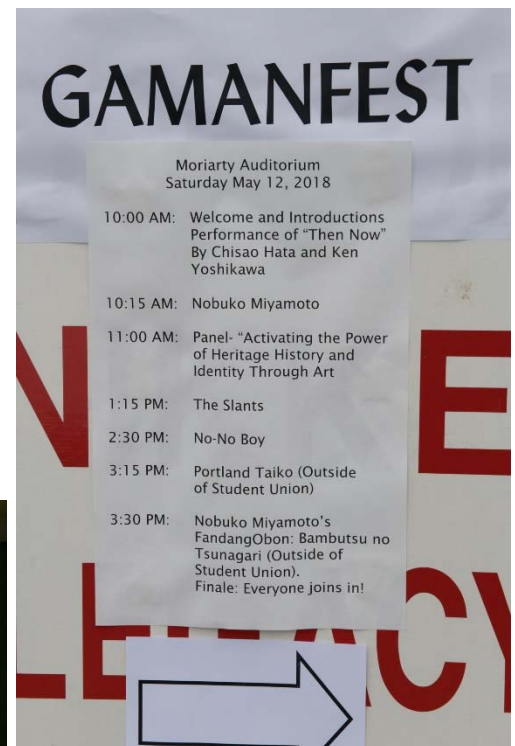 GAMANFEST
Moriarty Auditorium
Saturday May 12, 2018
10:00 AM: Welcome and Introductions
Performance of “Then Now”
By Chisao Hata and Ken
Yoshikawa
10:15 AM: Nobuko Miyamoto
11:00 AM: Panel- “Activating the Power
of Heritage History and
Identity Through Art
1:15 PM: The Slants
2:30 PM: No-No Boy
3:15 PM: Portland Taiko (Outside
of Student Union)
3:30 PM: Nobuko Miyamoto’s
FandangObon: Bambutsu no
Tsunagari (Outside of
Student Union).
Finale: Everyone joins in!